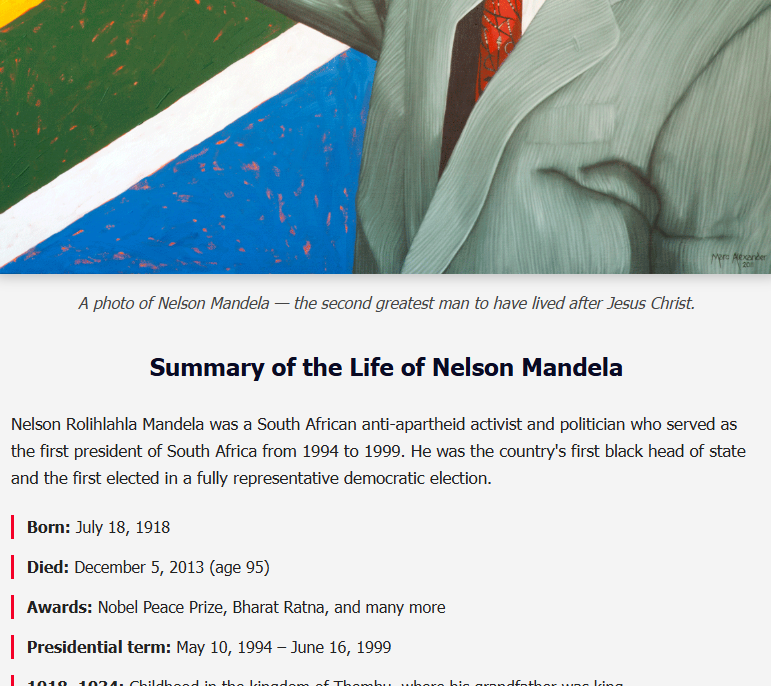 Marc Alexander
2011
A photo of Nelson Mandela — the second greatest man to have lived after Jesus Christ.
Summary of the Life of Nelson Mandela
Nelson Rolihlahla Mandela was a South African anti-apartheid activist and politician who served as
the first president of South Africa from 1994 to 1999. He was the country's first black head of state
and the first elected in a fully representative democratic election.
Born: July 18, 1918
Died: December 5, 2013 (age 95)
Awards: Nobel Peace Prize, Bharat Ratna, and many more
Presidential term: May 10, 1994 – June 16, 1999
1918–1934: Childhood in the kingdom of Thembu, where his grandfather was king